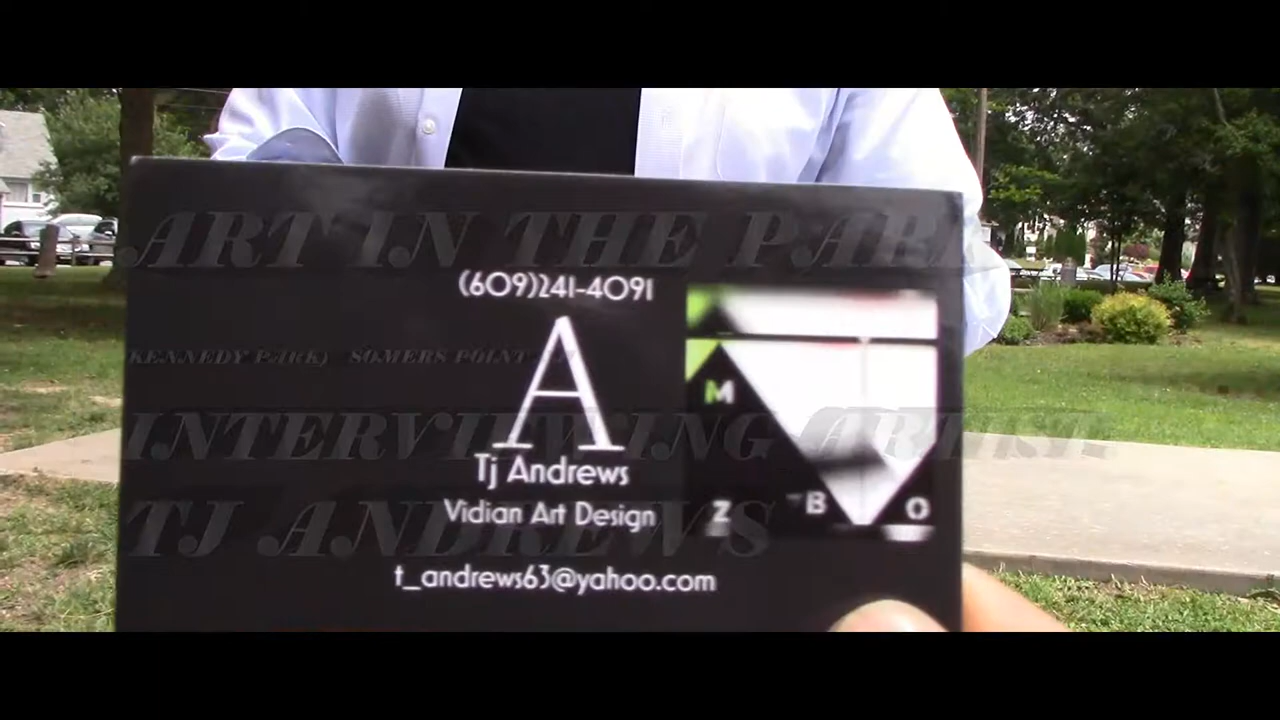 ART IN THE PARK
(609)241-4091
KENNEDY PARK) SOMERS POINT
A
M
INTERVIEWING ARTIST
Tj Andrews
Vidian Art Design
Z B O
TJ ANDREWS
t_andrews63@yahoo.com